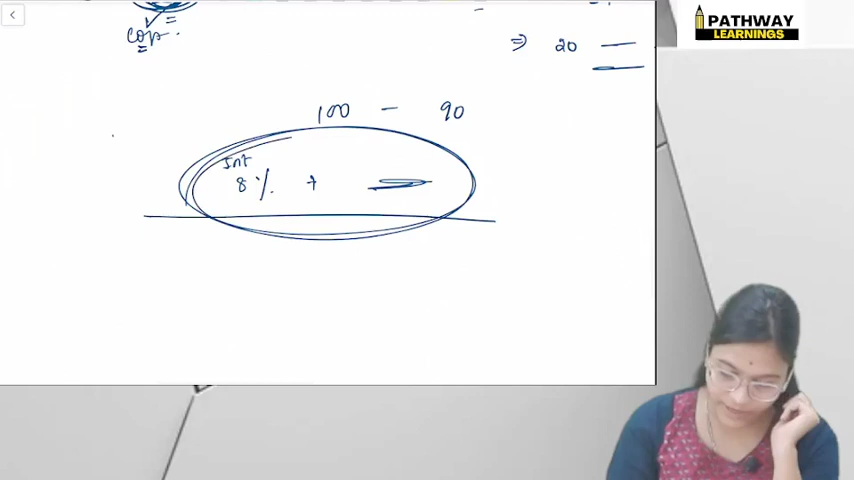 PATHWAY
LEARNINGS
cop.
⇒ 20
100 - 90
Int
8% +